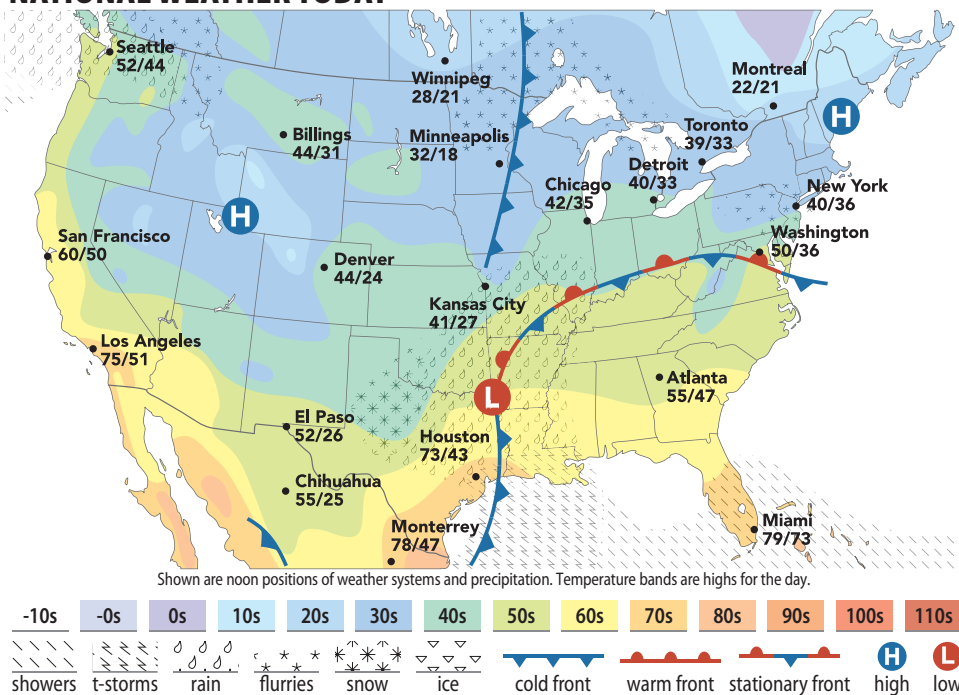 NATIONAL WEATHER TODAY
Seattle
52/44
Winnipeg
28/21
Montreal
22/21
H
Billings
44/31
Minneapolis
32/18
Toronto
39/33
Detroit
40/33
Chicago
42/35
New York
40/36
H
San Francisco
60/50
Washington
50/36
Denver
44/24
Kansas City
41/27
Los Angeles
75/51
Atlanta
55/47
L
El Paso
52/26
Houston
73/43
Chihuahua
55/25
Monterrey
78/47
Miami
79/73
Shown are noon positions of weather systems and precipitation. Temperature bands are highs for the day.
-10s -0s 0s 10s 20s 30s 40s 50s 60s 70s 80s 90s 100s 110s
H L
showers t-storms rain flurries snow ice cold front warm front stationary front high low